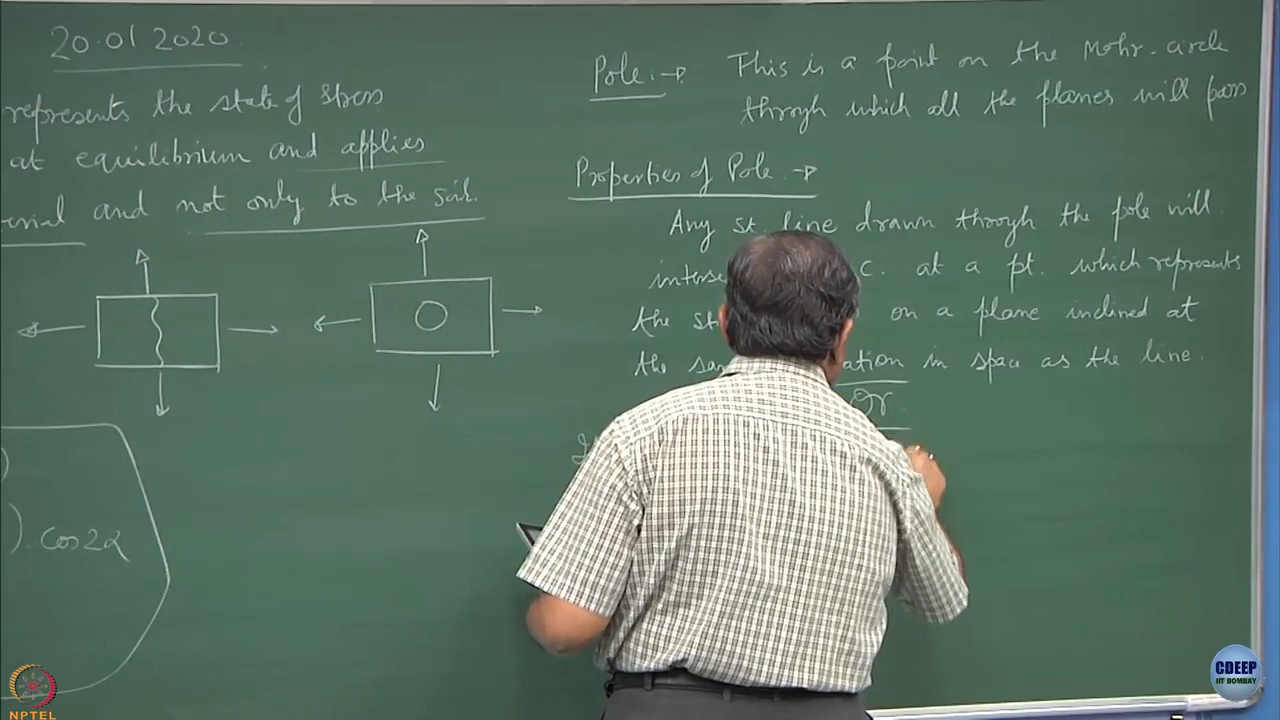 20.01 2020
represents the state of stress
at equilibrium and applies
and not only to the soil.
). cos2α
Pole :→ This is a point on the Mohr-circle
through which all the planes will pass
Properties of Pole →
Any st line drawn through the pole will
C. at a pt. which represents
the on a plane inclined at
the in space as the line
Or
NPTEL
CDEEP
IIT BOMBAY